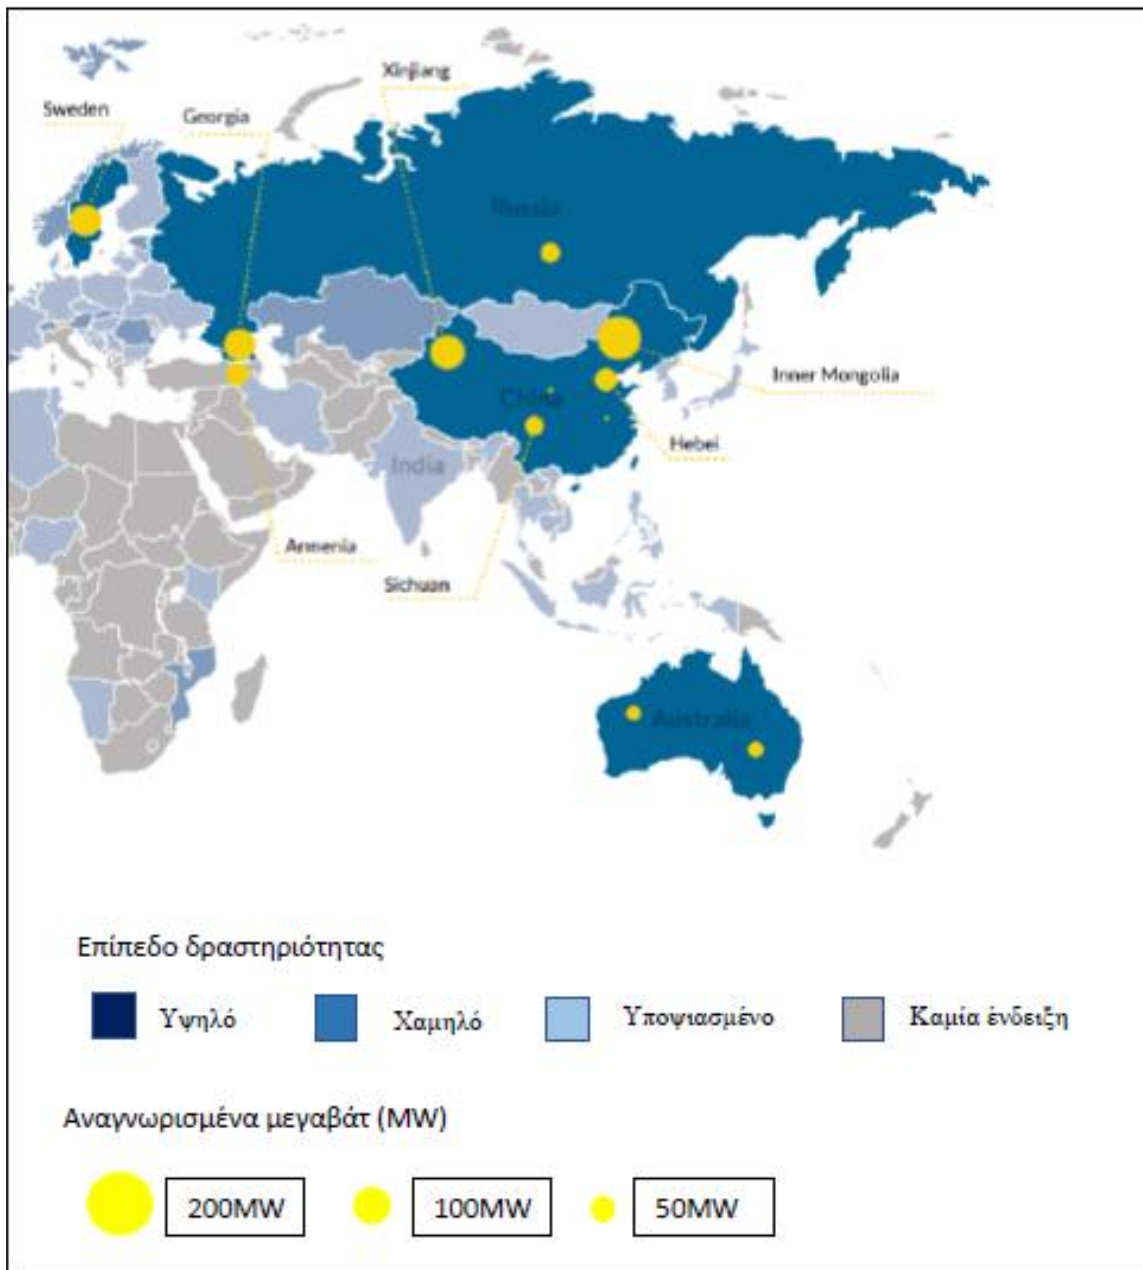 Xinjiang
Sweden
Georgia
Russia
Inner Mongolia
China
Hebei
India
Armenia
Sichuan
Australia
Επίπεδο δραστηριότητας
Υψηλό
Χαμηλό
Υποψιασμένο
Καμία ένδειξη
Αναγνωρισμένα μεγαβάτ (MW)
200MW
100MW
50MW